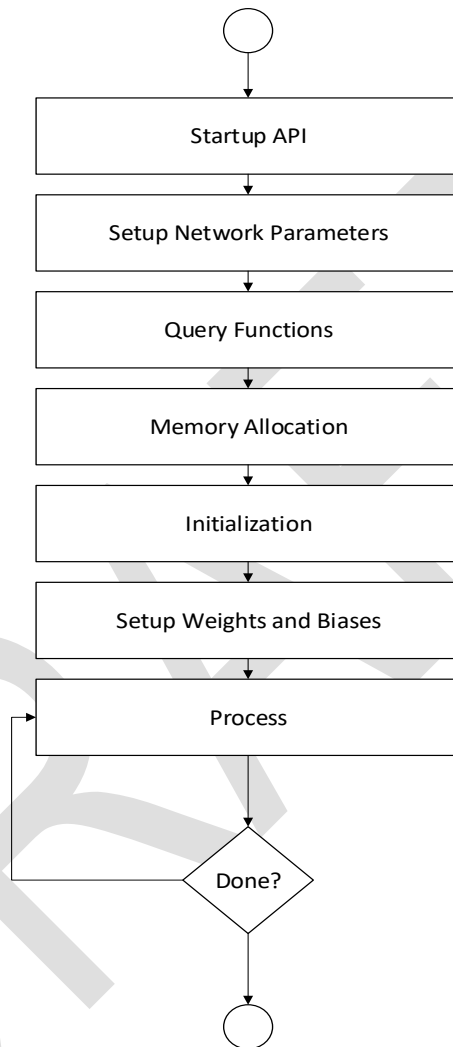 Startup API
Setup Network Parameters
Query Functions
Memory Allocation
Initialization
Setup Weights and Biases
Process
Done?